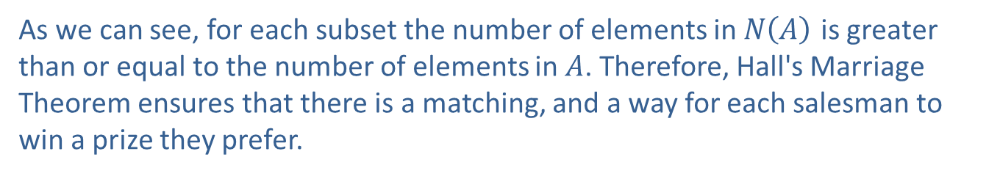 As we can see, for each subset the number of elements in N(A) is greater
than or equal to the number of elements in A. Therefore, Hall's Marriage
Theorem ensures that there is a matching, and a way for each salesman to
win a prize they prefer.